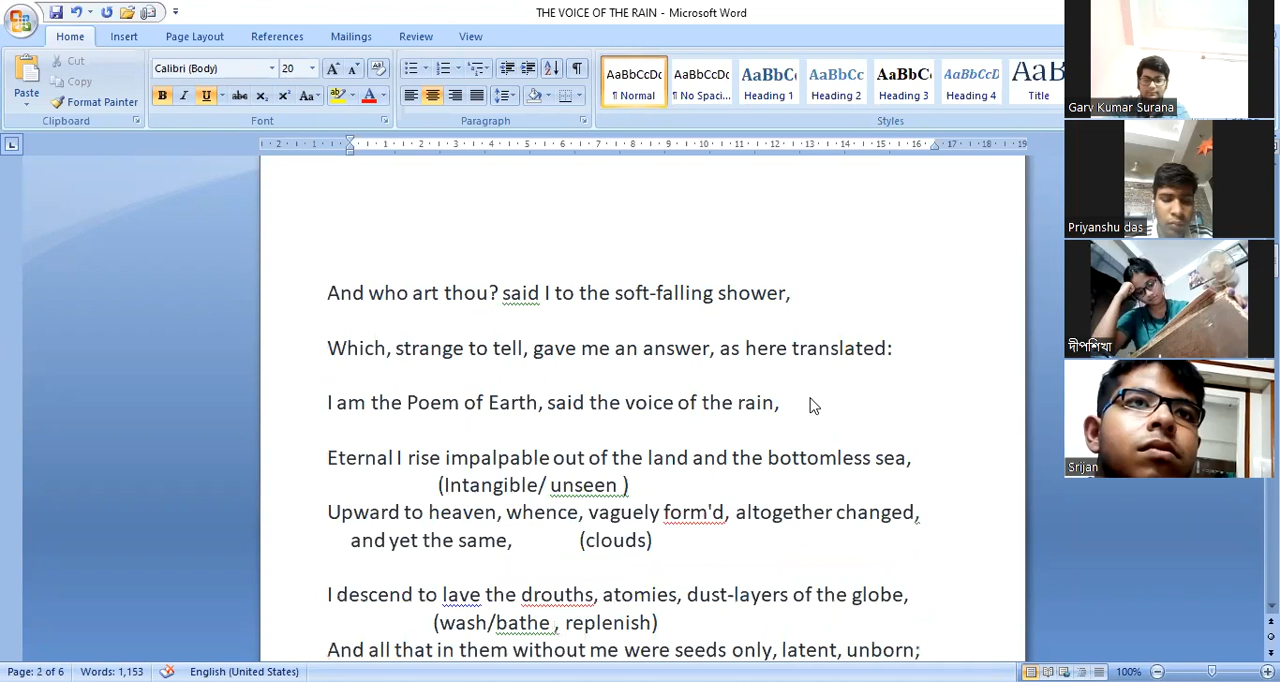 THE VOICE OF THE RAIN - Microsoft Word
Home Insert Page Layout References Mailings Review View
Cut
Copy
Paste
Format Painter
Clipboard
Calibri (Body) 20
Font
Paragraph
AaBbCcDc AaBbCcDc AaBbC AaBbCc AaBbCc AaBbCcD AaB
¶ Normal ¶ No Spaci... Heading 1 Heading 2 Heading 3 Heading 4 Title
Styles
And who art thou? said I to the soft-falling shower,
Which, strange to tell, gave me an answer, as here translated:
I am the Poem of Earth, said the voice of the rain,
Eternal I rise impalpable out of the land and the bottomless sea,
(Intangible/ unseen )
Upward to heaven, whence, vaguely form'd, altogether changed,
and yet the same, (clouds)
I descend to lave the drouths, atomies, dust-layers of the globe,
(wash/bathe , replenish)
And all that in them without me were seeds only, latent, unborn;
Page: 2 of 6 Words: 1,153 English (United States) 100%
Garv Kumar Surana
Priyanshu das
দীপশিখা
Srijan